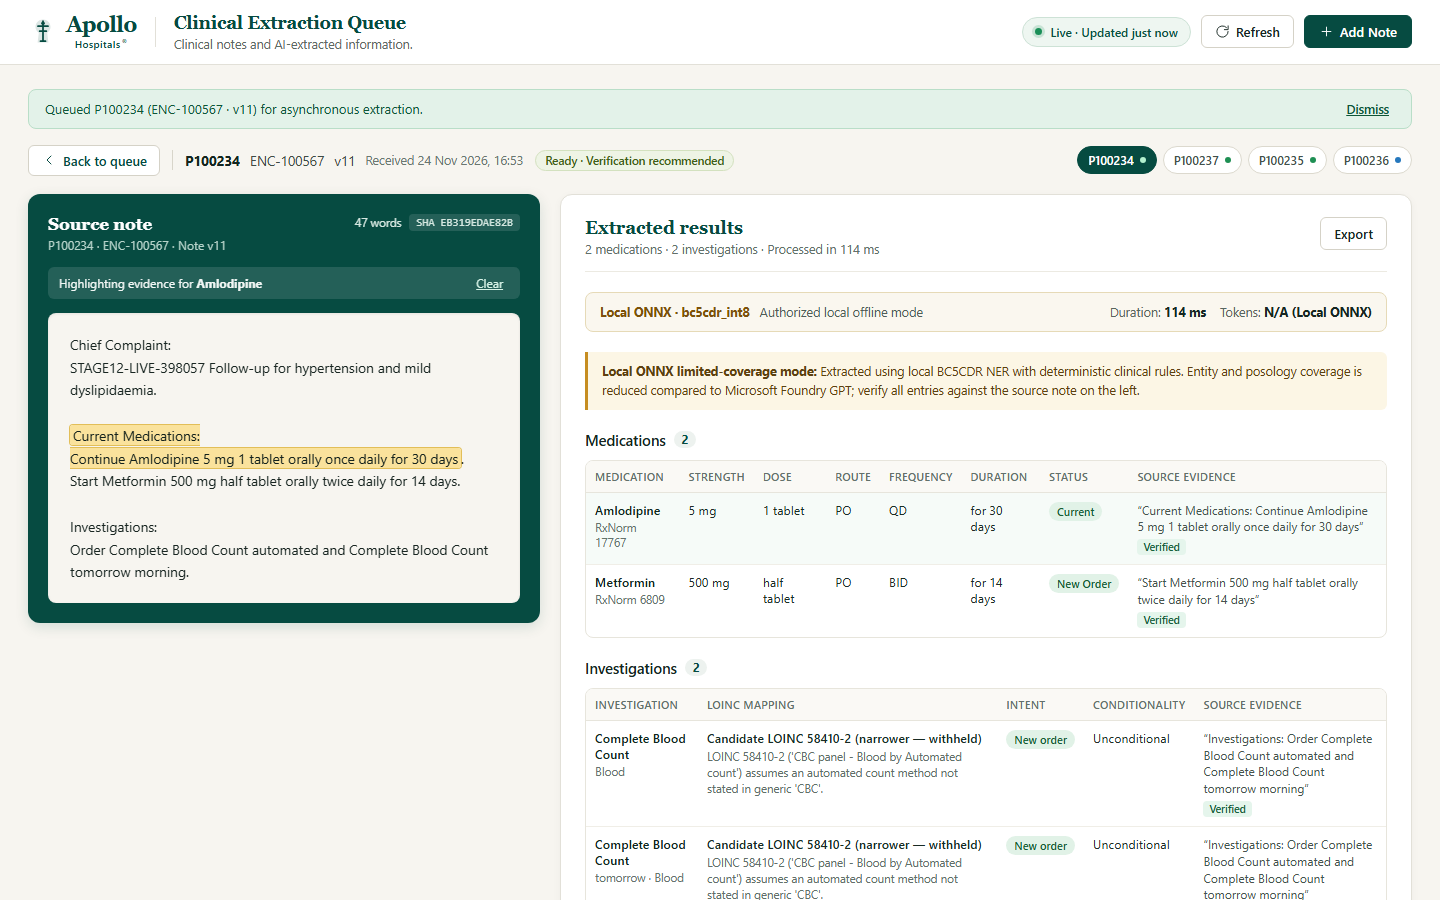 Apollo
Hospitals®
Clinical Extraction Queue
Clinical notes and AI-extracted information.
Live · Updated just now
Refresh
Add Note
Queued P100234 (ENC-100567 · v11) for asynchronous extraction.
Dismiss
Back to queue
P100234 ENC-100567 v11 Received 24 Nov 2026, 16:53
Ready · Verification recommended
P100234
P100237
P100235
P100236
Source note
47 words
SHA EB319EDAE82B
P100234 · ENC-100567 · Note v11
Highlighting evidence for Amlodipine
Clear
Chief Complaint:
STAGE12-LIVE-398057 Follow-up for hypertension and mild
dyslipidaemia.
Current Medications:
Continue Amlodipine 5 mg 1 tablet orally once daily for 30 days.
Start Metformin 500 mg half tablet orally twice daily for 14 days.
Investigations:
Order Complete Blood Count automated and Complete Blood Count
tomorrow morning.
Extracted results
2 medications · 2 investigations · Processed in 114 ms
Export
Local ONNX · bc5cdr_int8 Authorized local offline mode
Duration: 114 ms Tokens: N/A (Local ONNX)
Local ONNX limited-coverage mode: Extracted using local BC5CDR NER with deterministic clinical rules. Entity and posology coverage is
reduced compared to Microsoft Foundry GPT; verify all entries against the source note on the left.
Medications 2
MEDICATION STRENGTH DOSE ROUTE FREQUENCY DURATION STATUS SOURCE EVIDENCE
Amlodipine
RxNorm
17767
5 mg
1 tablet
PO
QD
for 30
days
Current
“Current Medications: Continue Amlodipine
5 mg 1 tablet orally once daily for 30 days”
Verified
Metformin
RxNorm 6809
500 mg
half
tablet
PO
BID
for 14
days
New Order
“Start Metformin 500 mg half tablet orally
twice daily for 14 days”
Verified
Investigations 2
INVESTIGATION LOINC MAPPING INTENT CONDITIONALITY SOURCE EVIDENCE
Complete Blood
Count
Blood
Candidate LOINC 58410-2 (narrower — withheld)
LOINC 58410-2 ('CBC panel - Blood by Automated
count') assumes an automated count method not
stated in generic 'CBC'.
New order
Unconditional
“Investigations: Order Complete
Blood Count automated and
Complete Blood Count
tomorrow morning”
Verified
Complete Blood
Count
tomorrow · Blood
Candidate LOINC 58410-2 (narrower — withheld)
LOINC 58410-2 ('CBC panel - Blood by Automated
count') assumes an automated count method not
stated in generic 'CBC'.
New order
Unconditional
“Investigations: Order Complete
Blood Count automated and
Complete Blood Count
tomorrow morning”